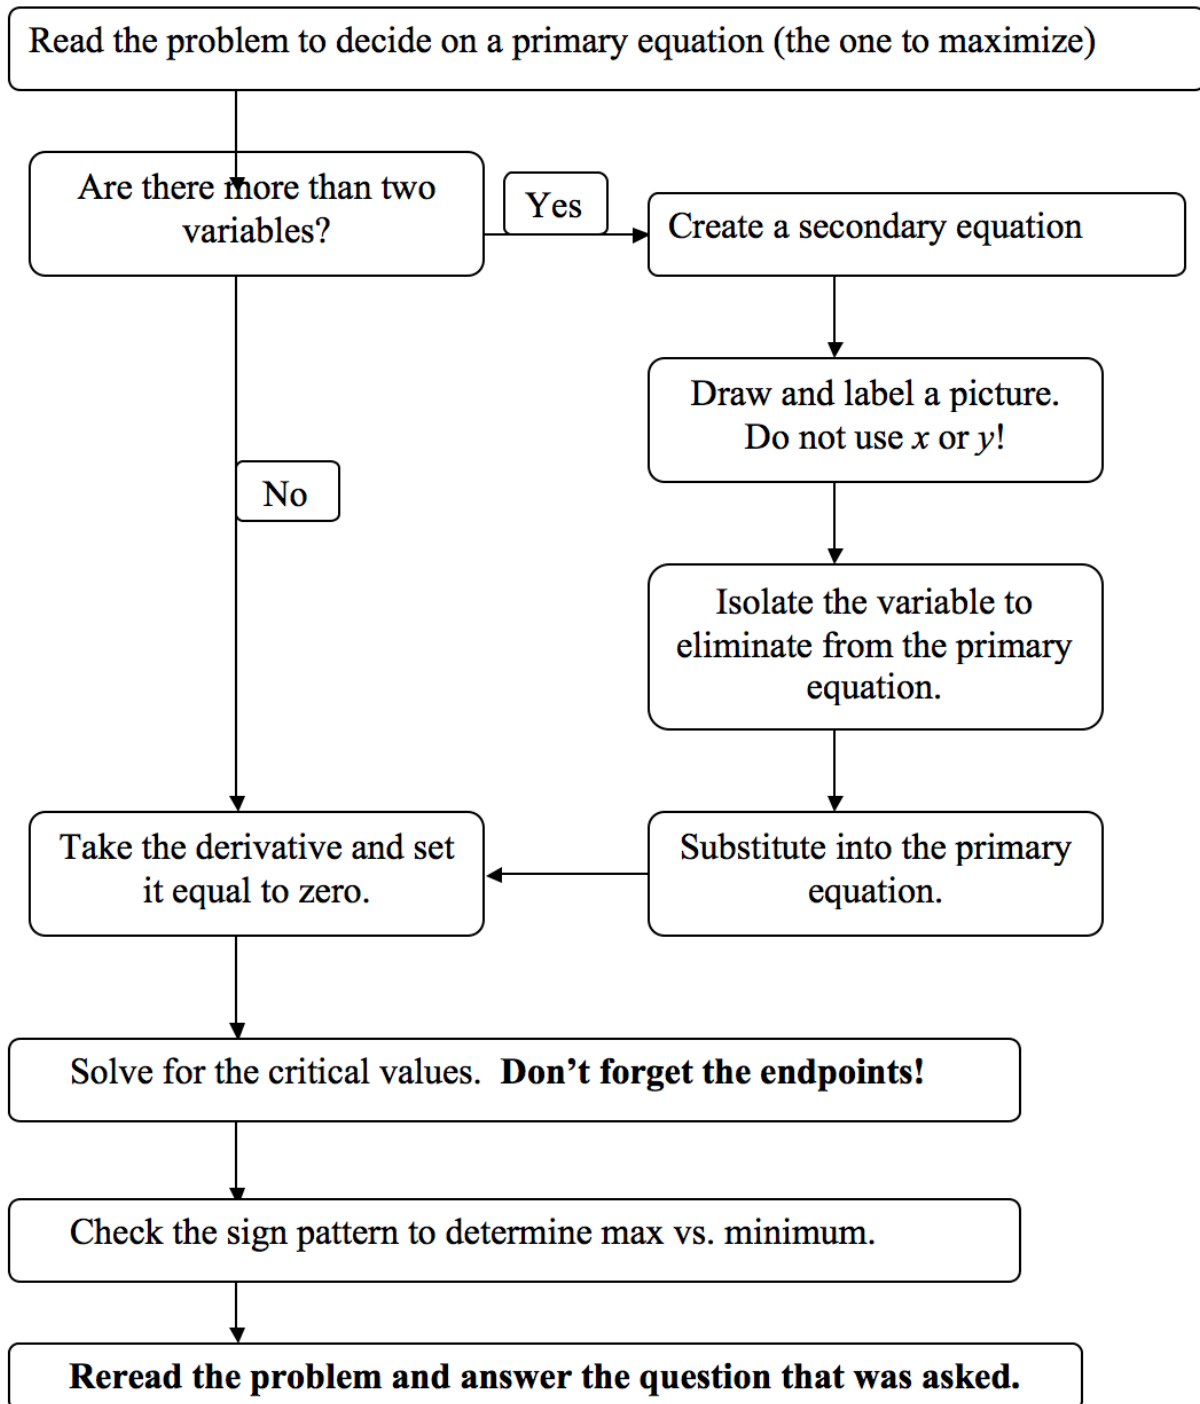 Read the problem to decide on a primary equation (the one to maximize)
Are there more than two
variables?
Yes
Create a secondary equation
Draw and label a picture.
Do not use x or y!
No
Isolate the variable to
eliminate from the primary
equation.
Take the derivative and set
it equal to zero.
Substitute into the primary
equation.
Solve for the critical values.  Don’t forget the endpoints!
Check the sign pattern to determine max vs. minimum.
Reread the problem and answer the question that was asked.